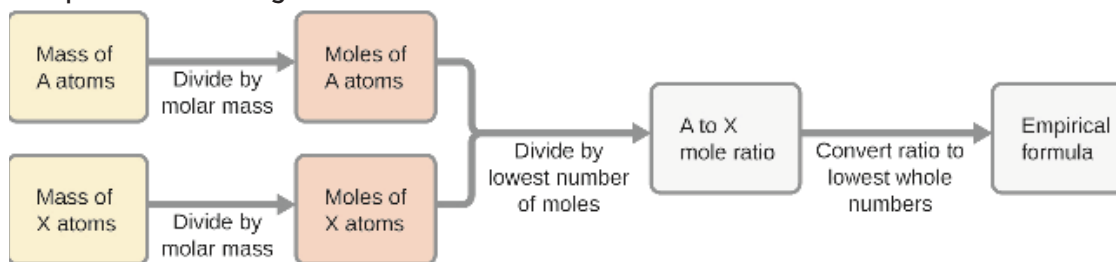 Mass of
A atoms
Divide by
molar mass
Moles of
A atoms
Mass of
X atoms
Divide by
molar mass
Moles of
X atoms
Divide by
lowest number
of moles
A to X
mole ratio
Convert ratio to
lowest whole
numbers
Empirical
formula